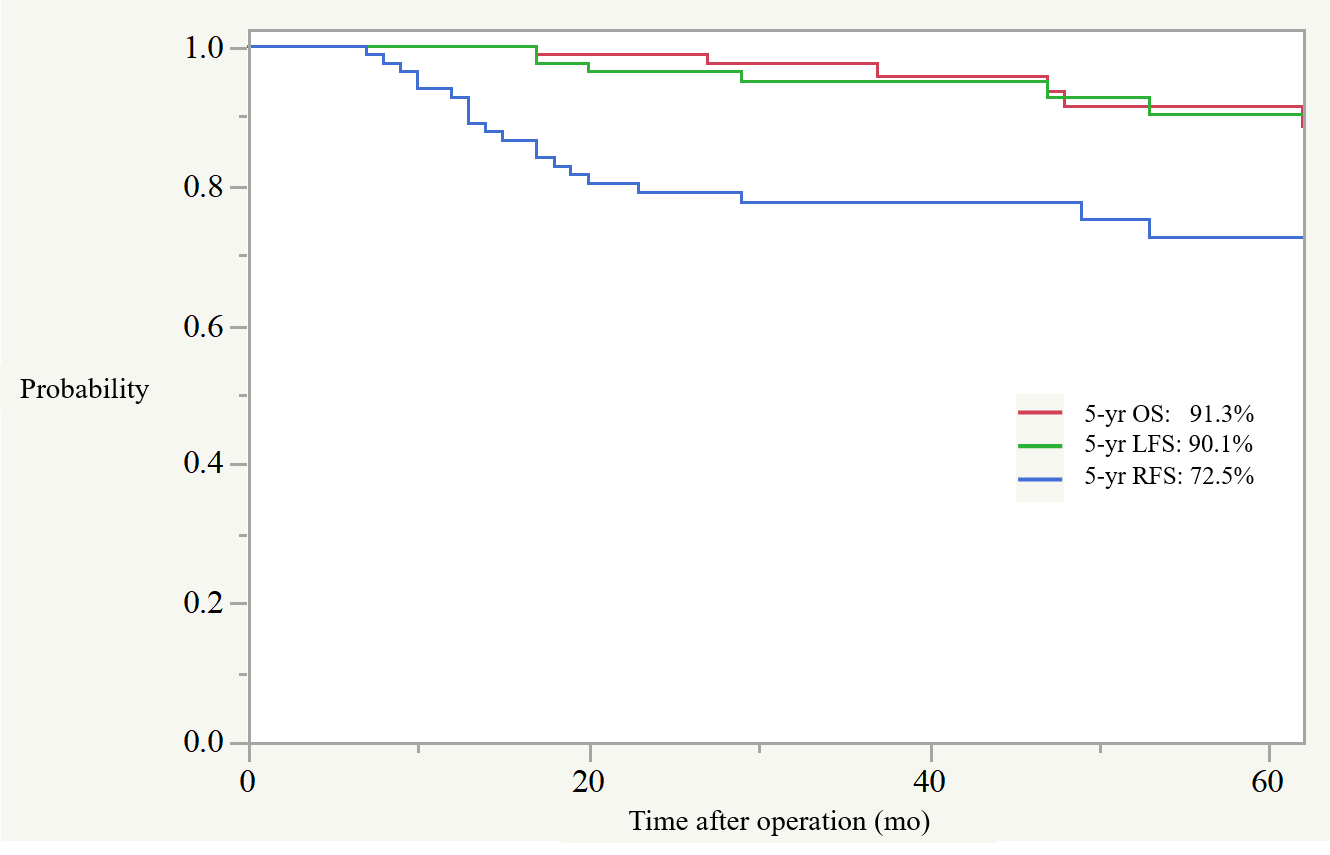 1.0
0.8
0.6
Probability
5-yr OS: 91.3%
5-yr LFS: 90.1%
0.4
5-yr RFS: 72.5%
0.2
0.0
0 20 40 60
Time after operation (mo)